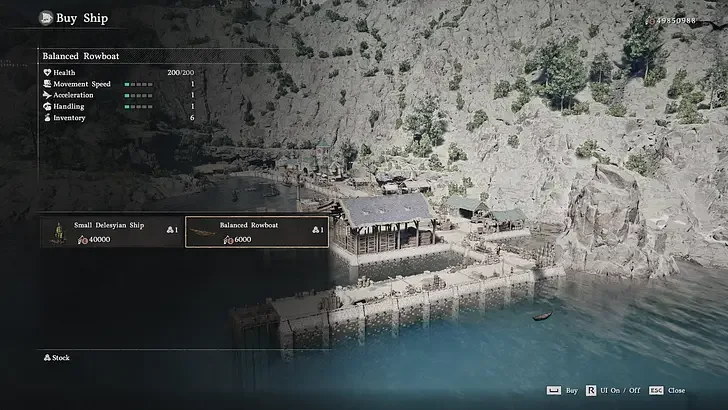 Buy Ship
49850988
Balanced Rowboat
Health 200/200
Movement Speed 1
Acceleration 1
Handling 1
Inventory 6
Small Delesyian Ship 1
40000
Balanced Rowboat 1
6000
Stock
Buy R UI On / Off ESC Close